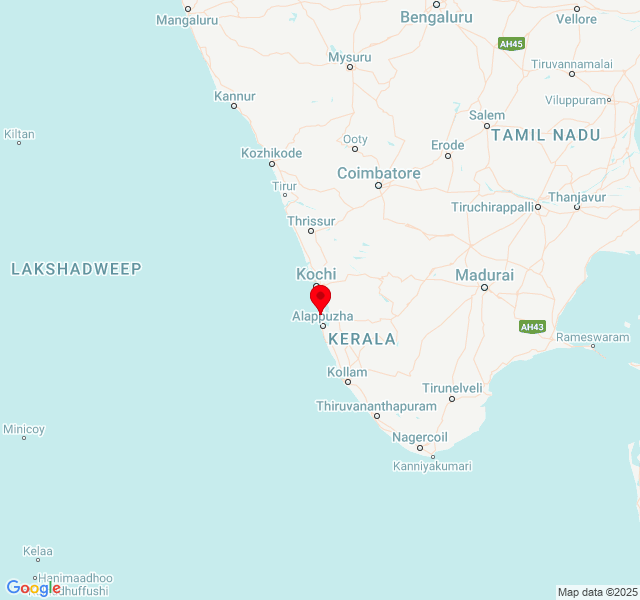 Mangaluru
Bengaluru
Vellore
AH45
Mysuru
Tiruvannamalai
Kannur
Viluppuram
Salem
Kiltan
TAMIL NADU
Ooty
Erode
Kozhikode
Coimbatore
Tirur
Thanjavur
Tiruchirappalli
Thrissur
LAKSHADWEEP
Kochi
Madurai
Alappuzha
AH43
KERALA
Rameswaram
Kollam
Tirunelveli
Thiruvananthapuram
Minicoy
Nagercoil
Kanniyakumari
Kelaa
Hanimaadhoo
Google
Map data ©2025